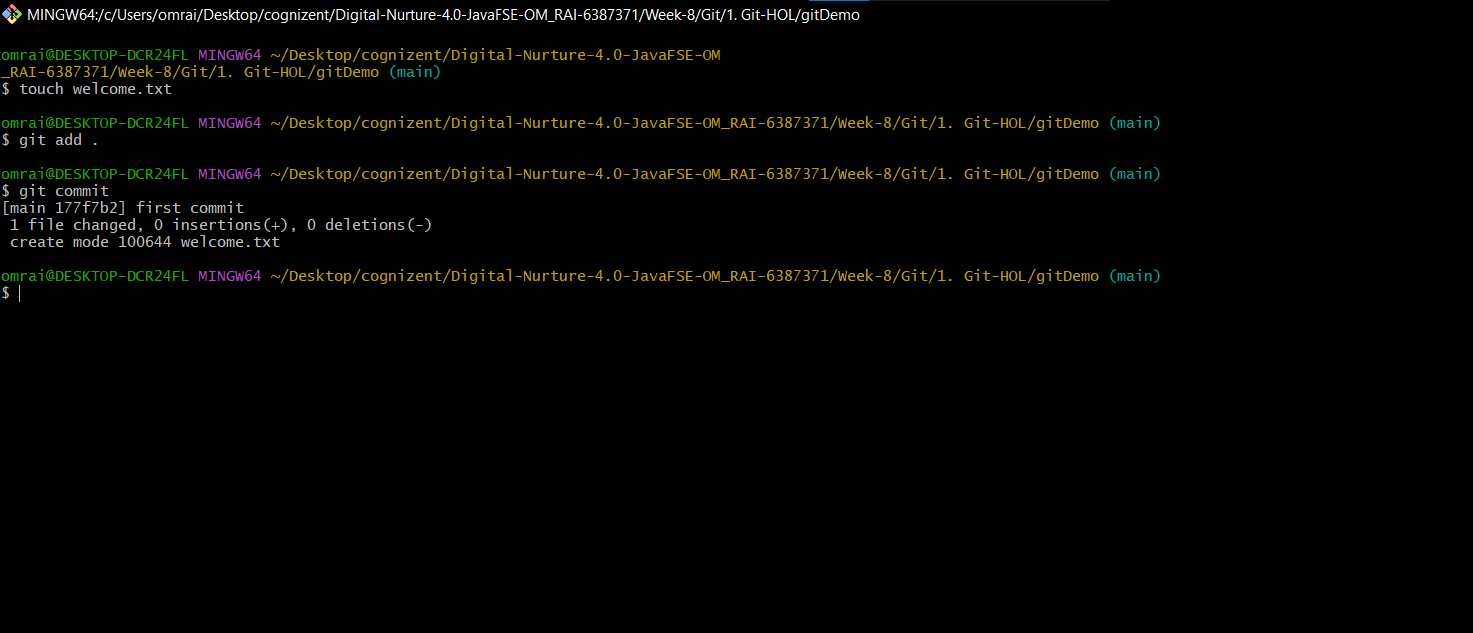 MINGW64:/c/Users/omrai/Desktop/cognizent/Digital-Nurture-4.0-JavaFSE-OM_RAI-6387371/Week-8/Git/1. Git-HOL/gitDemo
omrai@DESKTOP-DCR24FL MINGW64 ~/Desktop/cognizent/Digital-Nurture-4.0-JavaFSE-OM
_RAI-6387371/Week-8/Git/1. Git-HOL/gitDemo (main)
$ touch welcome.txt
omrai@DESKTOP-DCR24FL MINGW64 ~/Desktop/cognizent/Digital-Nurture-4.0-JavaFSE-OM_RAI-6387371/Week-8/Git/1. Git-HOL/gitDemo (main)
$ git add .
omrai@DESKTOP-DCR24FL MINGW64 ~/Desktop/cognizent/Digital-Nurture-4.0-JavaFSE-OM_RAI-6387371/Week-8/Git/1. Git-HOL/gitDemo (main)
$ git commit
[main 177f7b2] first commit
 1 file changed, 0 insertions(+), 0 deletions(-)
 create mode 100644 welcome.txt
omrai@DESKTOP-DCR24FL MINGW64 ~/Desktop/cognizent/Digital-Nurture-4.0-JavaFSE-OM_RAI-6387371/Week-8/Git/1. Git-HOL/gitDemo (main)
$